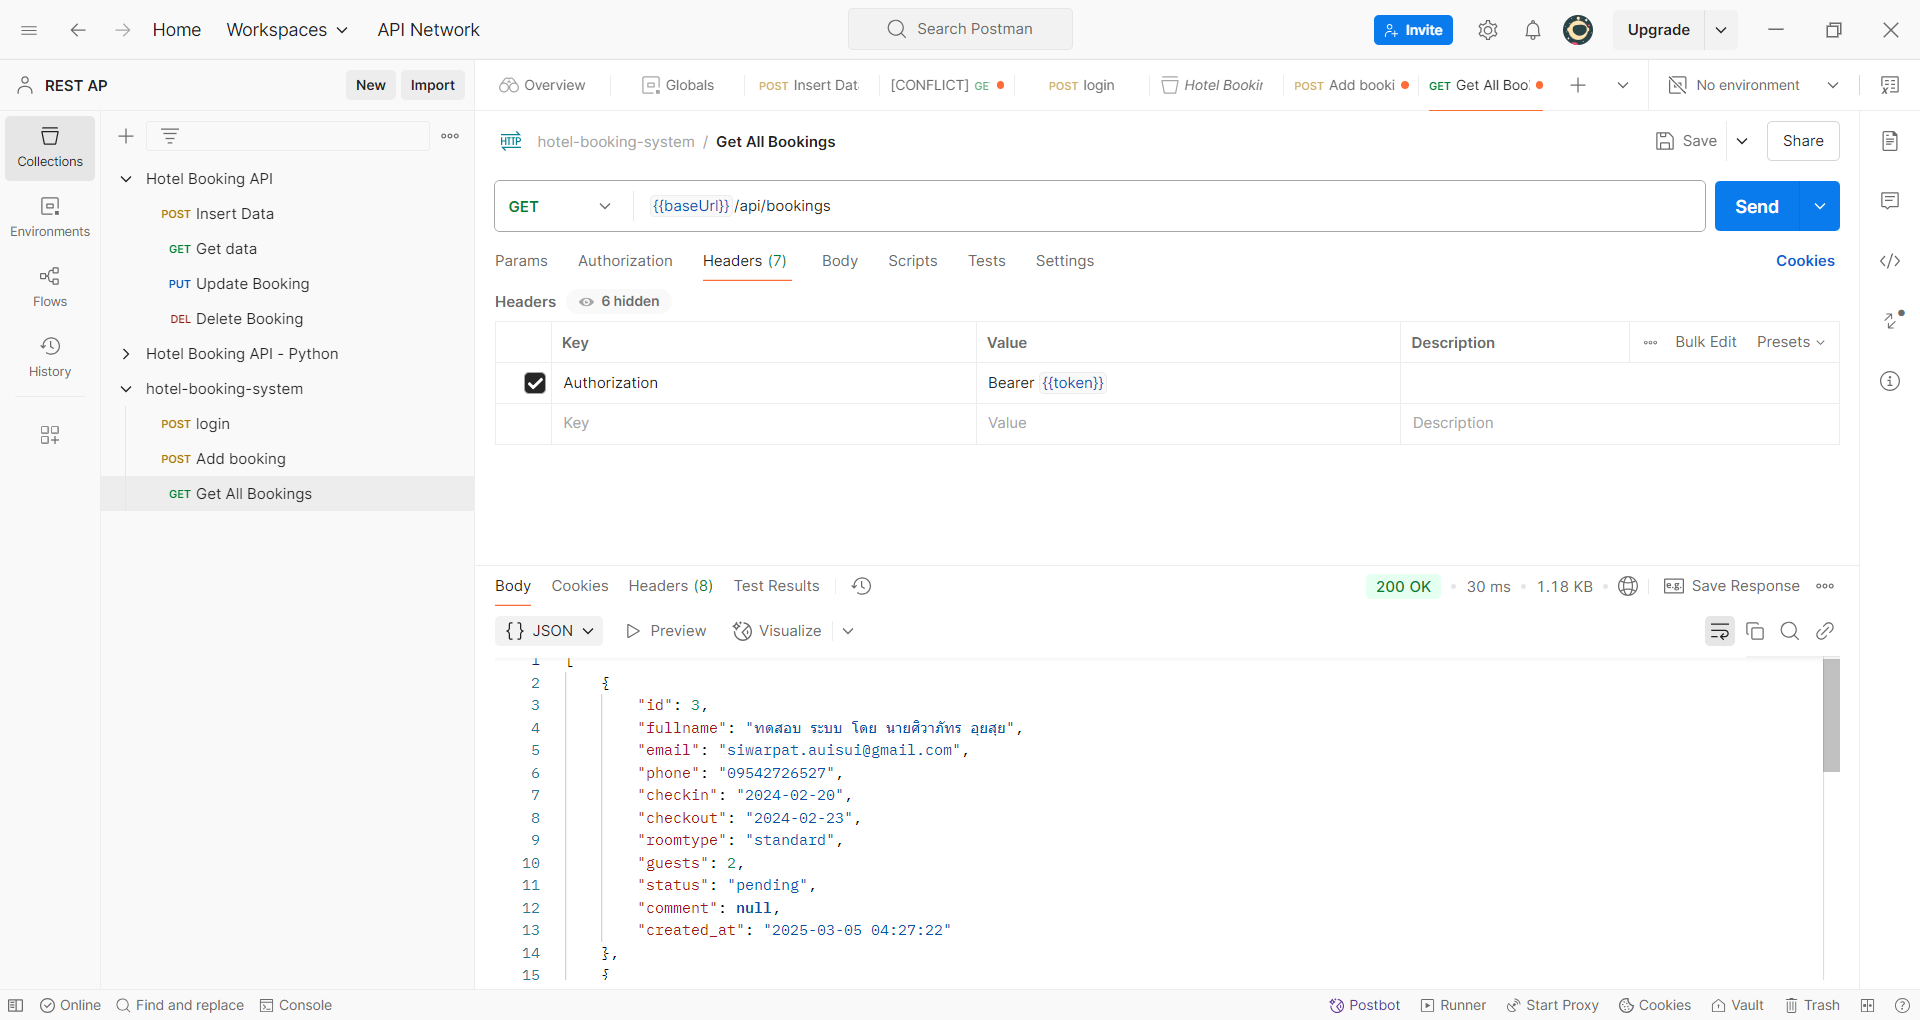 Home Workspaces API Network Search Postman Invite Upgrade
REST AP New Import Overview Globals POST Insert Dat [CONFLICT] GE POST login Hotel Bookin POST Add booki GET Get All Boo No environment
Collections
Environments
Flows
History
Hotel Booking API
POST Insert Data
GET Get data
PUT Update Booking
DEL Delete Booking
Hotel Booking API - Python
hotel-booking-system
POST login
POST Add booking
GET Get All Bookings
HTTP hotel-booking-system / Get All Bookings Save Share
GET {{baseUrl}}/api/bookings Send
Params Authorization Headers (7) Body Scripts Tests Settings Cookies
Headers 6 hidden
Key Value Description Bulk Edit Presets
Authorization Bearer {{token}}
Key Value Description
Body Cookies Headers (8) Test Results 200 OK 30 ms 1.18 KB e.g. Save Response
{} JSON Preview Visualize
1 [
2 {
3 "id": 3,
4 "fullname": "ทดสอบ ระบบ โดย นายศิวาภัทร อุยสุย",
5 "email": "siwarpat.auisui@gmail.com",
6 "phone": "09542726527",
7 "checkin": "2024-02-20",
8 "checkout": "2024-02-23",
9 "roomtype": "standard",
10 "guests": 2,
11 "status": "pending",
12 "comment": null,
13 "created_at": "2025-03-05 04:27:22"
14 },
15 {
Online Find and replace Console Postbot Runner Start Proxy Cookies Vault Trash